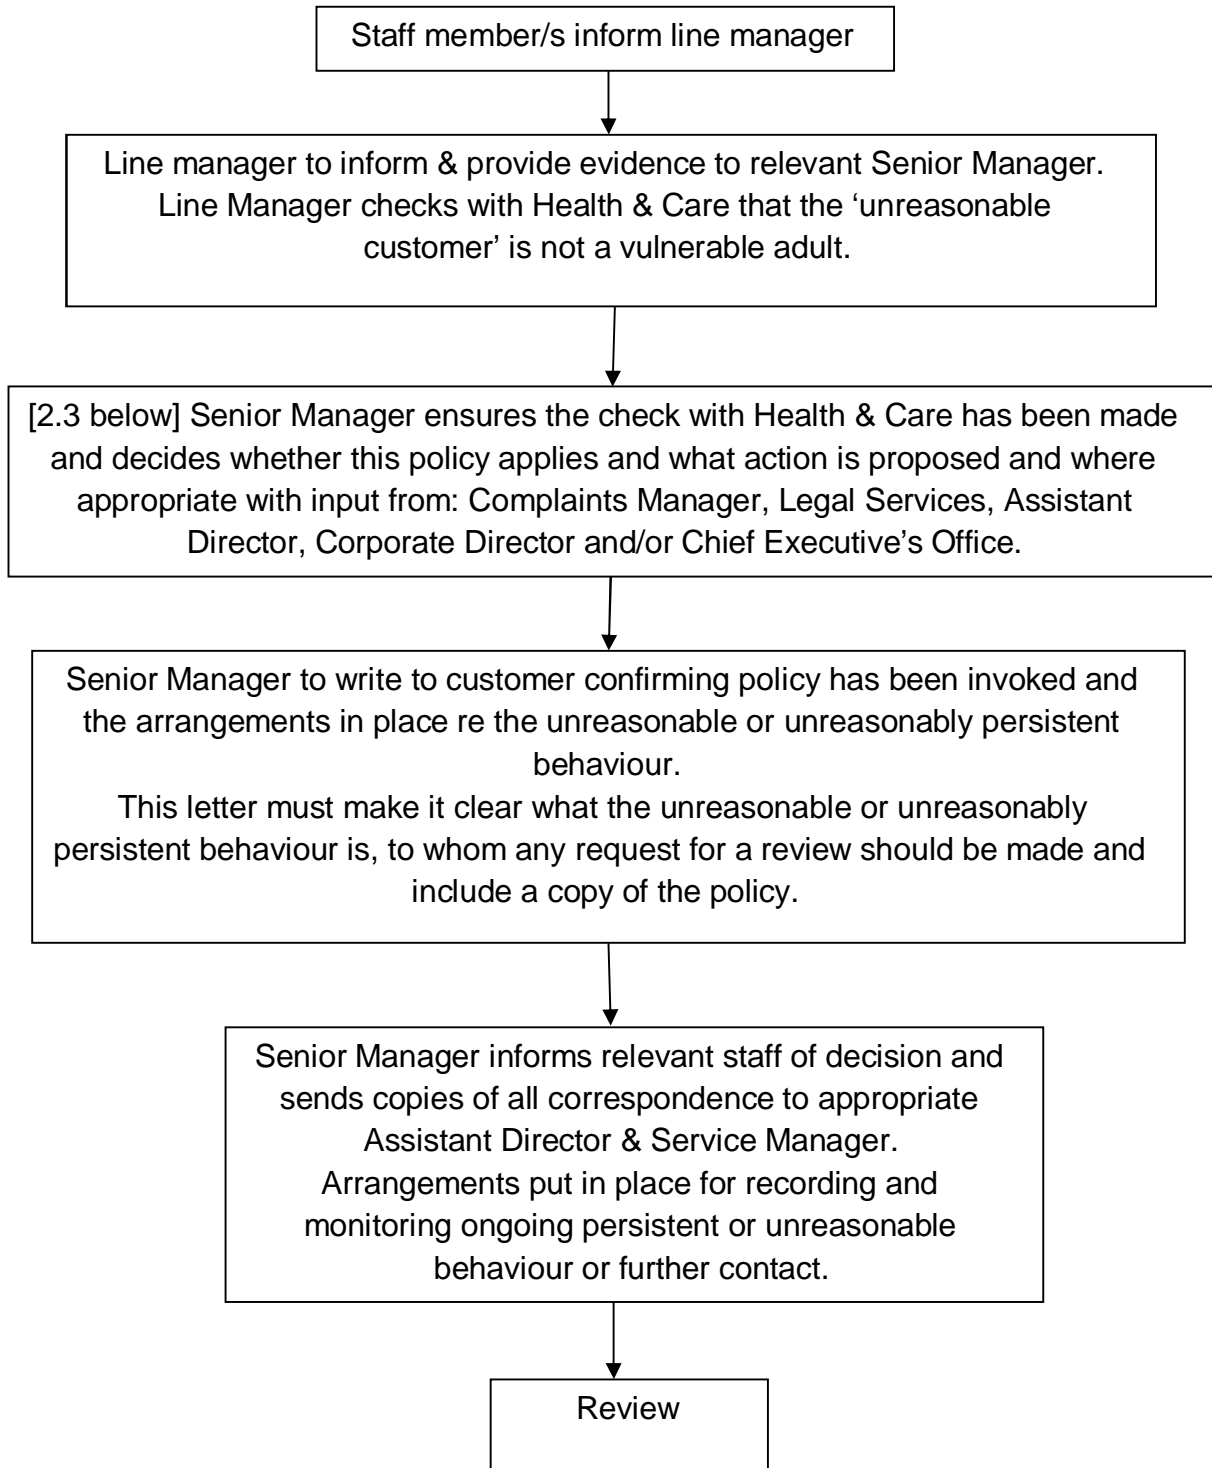 Staff member/s inform line manager
Line manager to inform & provide evidence to relevant Senior Manager.
Line Manager checks with Health & Care that the ‘unreasonable
customer’ is not a vulnerable adult.
[2.3 below] Senior Manager ensures the check with Health & Care has been made
and decides whether this policy applies and what action is proposed and where
appropriate with input from: Complaints Manager, Legal Services, Assistant
Director, Corporate Director and/or Chief Executive’s Office.
Senior Manager to write to customer confirming policy has been invoked and
the arrangements in place re the unreasonable or unreasonably persistent
behaviour.
This letter must make it clear what the unreasonable or unreasonably
persistent behaviour is, to whom any request for a review should be made and
include a copy of the policy.
Senior Manager informs relevant staff of decision and
sends copies of all correspondence to appropriate
Assistant Director & Service Manager.
Arrangements put in place for recording and
monitoring ongoing persistent or unreasonable
behaviour or further contact.
Review